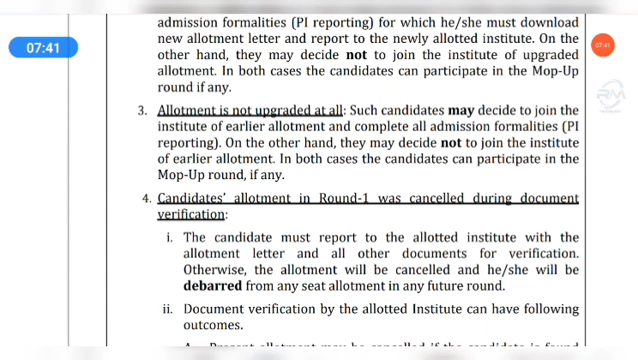 admission formalities (PI reporting) for which he/she must download
new allotment letter and report to the newly allotted institute. On the
07:41
other hand, they may decide not to join the institute of upgraded
07:41
allotment. In both cases the candidates can participate in the Mop-Up
round if any.
RM
3. Allotment is not upgraded at all: Such candidates may decide to join the
institute of earlier allotment and complete all admission formalities (PI
reporting). On the other hand, they may decide not to join the institute
of earlier allotment. In both cases the candidates can participate in the
Mop-Up round, if any.
4. Candidates' allotment in Round-1 was cancelled during document
verification:
i. The candidate must report to the allotted institute with the
allotment letter and all other documents for verification.
Otherwise, the allotment will be cancelled and he/she will be
debarred from any seat allotment in any future round.
ii. Document verification by the allotted Institute can have following
outcomes.